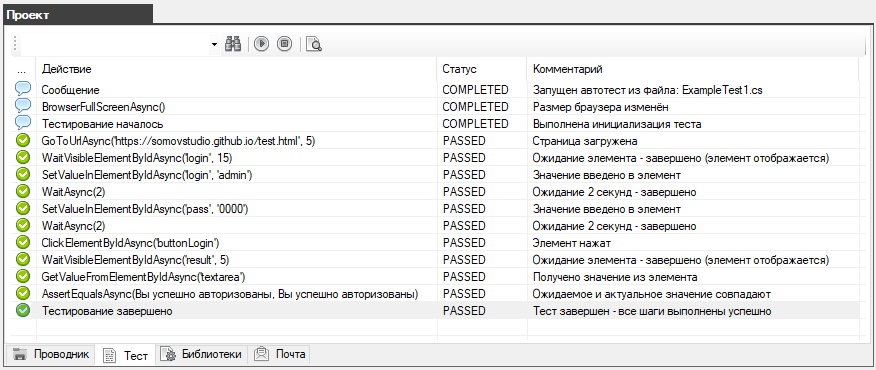 Проект
... Действие Статус Комментарий
Сообщение COMPLETED Запущен автотест из файла: ExampleTest1.cs
BrowserFullScreenAsync() COMPLETED Размер браузера изменён
Тестирование началось COMPLETED Выполнена инициализация теста
GoToUrlAsync('https://somovstudio.github.io/test.html', 5) PASSED Страница загружена
WaitVisibleElementByIdAsync('login', 15) PASSED Ожидание элемента - завершено (элемент отображается)
SetValueInElementByIdAsync('login', 'admin') PASSED Значение введено в элемент
WaitAsync(2) PASSED Ожидание 2 секунд - завершено
SetValueInElementByIdAsync('pass', '0000') PASSED Значение введено в элемент
WaitAsync(2) PASSED Ожидание 2 секунд - завершено
ClickElementByIdAsync('buttonLogin') PASSED Элемент нажат
WaitVisibleElementByIdAsync('result', 5) PASSED Ожидание элемента - завершено (элемент отображается)
GetValueFromElementByIdAsync('textarea') PASSED Получено значение из элемента
AssertEqualsAsync(Вы успешно авторизованы, Вы успешно авторизованы) PASSED Ожидаемое и актуальное значение совпадают
Тестирование завершено PASSED Тест завершен - все шаги выполнены успешно
Проводник Тест Библиотеки Почта